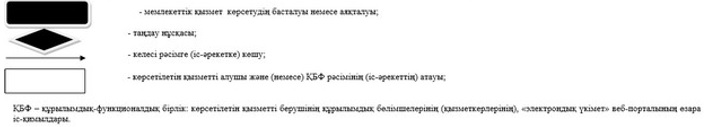 - мемлекеттік қызмет көрсетудің басталуы немесе аяқталуы;
- таңдау нұсқасы;
- келесі рәсімге (іс-әрекетке) көшу;
- көрсетілетін қызметті алушы және (немесе) ҚБФ рәсімінің (іс-әрекеттің) атауы;
ҚБФ – құрылымдық-функционалдық бірлік: көрсетілетін қызметті берушінің құрылымдық бөлімшелерінің (қызметкерлерінің), «электрондық үкімет» веб-порталының өзара
іс-қимылдары.